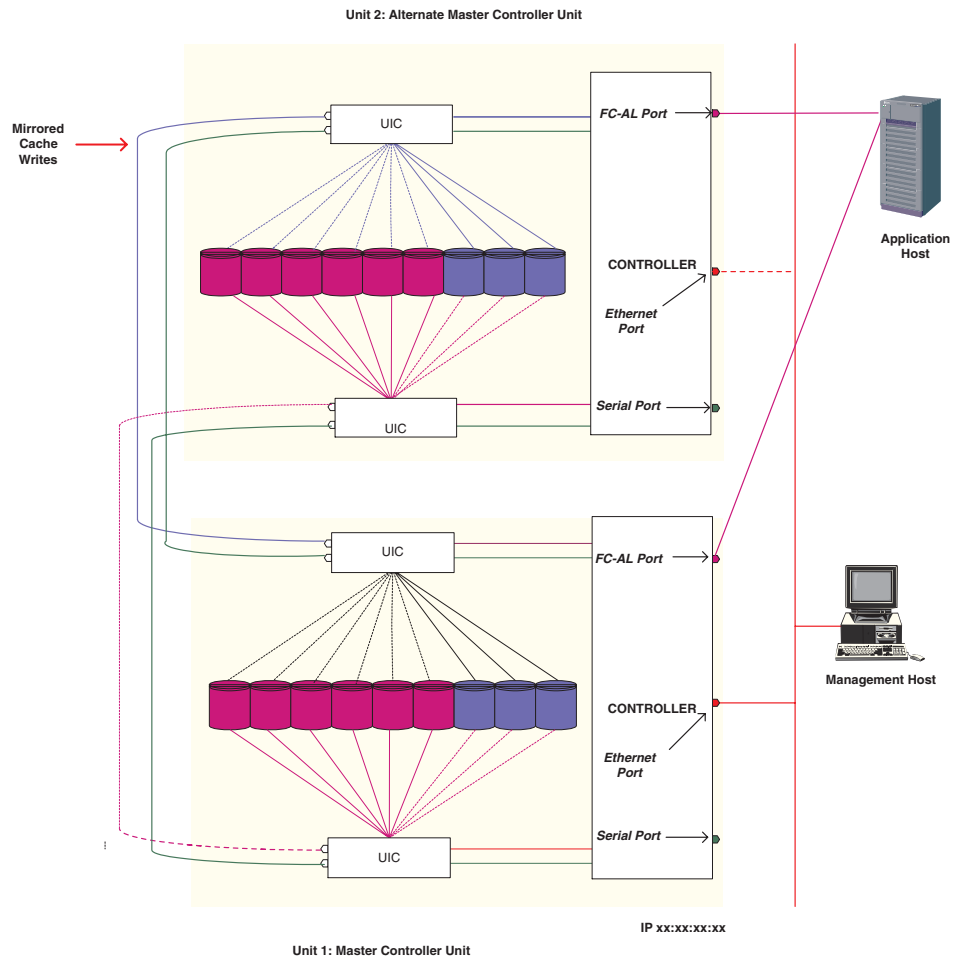 Unit 2: Alternate Master Controller Unit
Mirrored
Cache
Writes
UIC
FC-AL Port
Application
Host
CONTROLLER
Ethernet
Port
Serial Port
UIC
UIC
FC-AL Port
Management Host
CONTROLLER
Ethernet
Port
Serial Port
UIC
IP xx:xx:xx:xx
Unit 1: Master Controller Unit